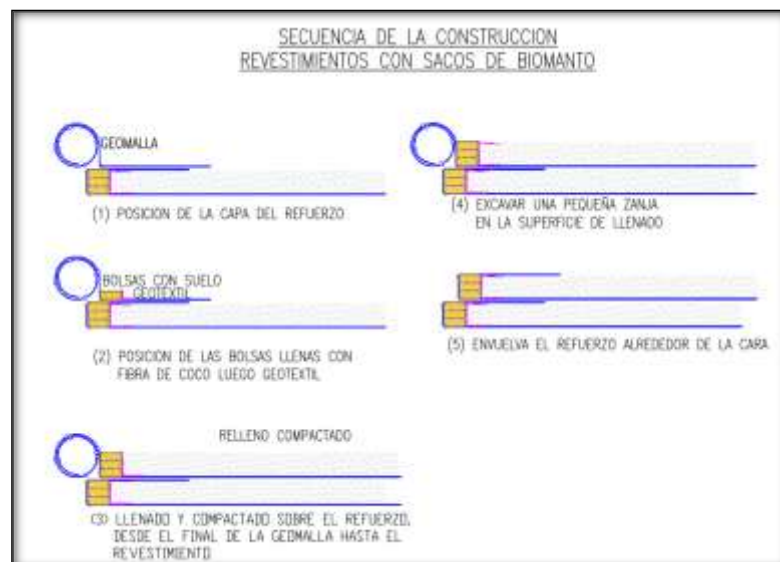 SECUENCIA DE LA CONSTRUCCION
REVESTIMIENTOS CON SACOS DE BIOMANTO
GEOMALLA
(1) POSICION DE LA CAPA DEL REFUERZO
BOLSAS CON SUELO
GEOTEXTIL
(2) POSICION DE LAS BOLSAS LLENAS CON
FIBRA DE COCO LUEGO GEOTEXTIL
RELLENO COMPACTADO
(3) LLENADO Y COMPACTADO SOBRE EL REFUERZO,
DESDE EL FINAL DE LA GEOMALLA HASTA EL
REVESTIMIENTO
(4) EXCAVAR UNA PEQUEÑA ZANJA
EN LA SUPERFICIE DE LLENADO
(5) ENVUELVA EL REFUERZO ALREDEDOR DE LA CARA